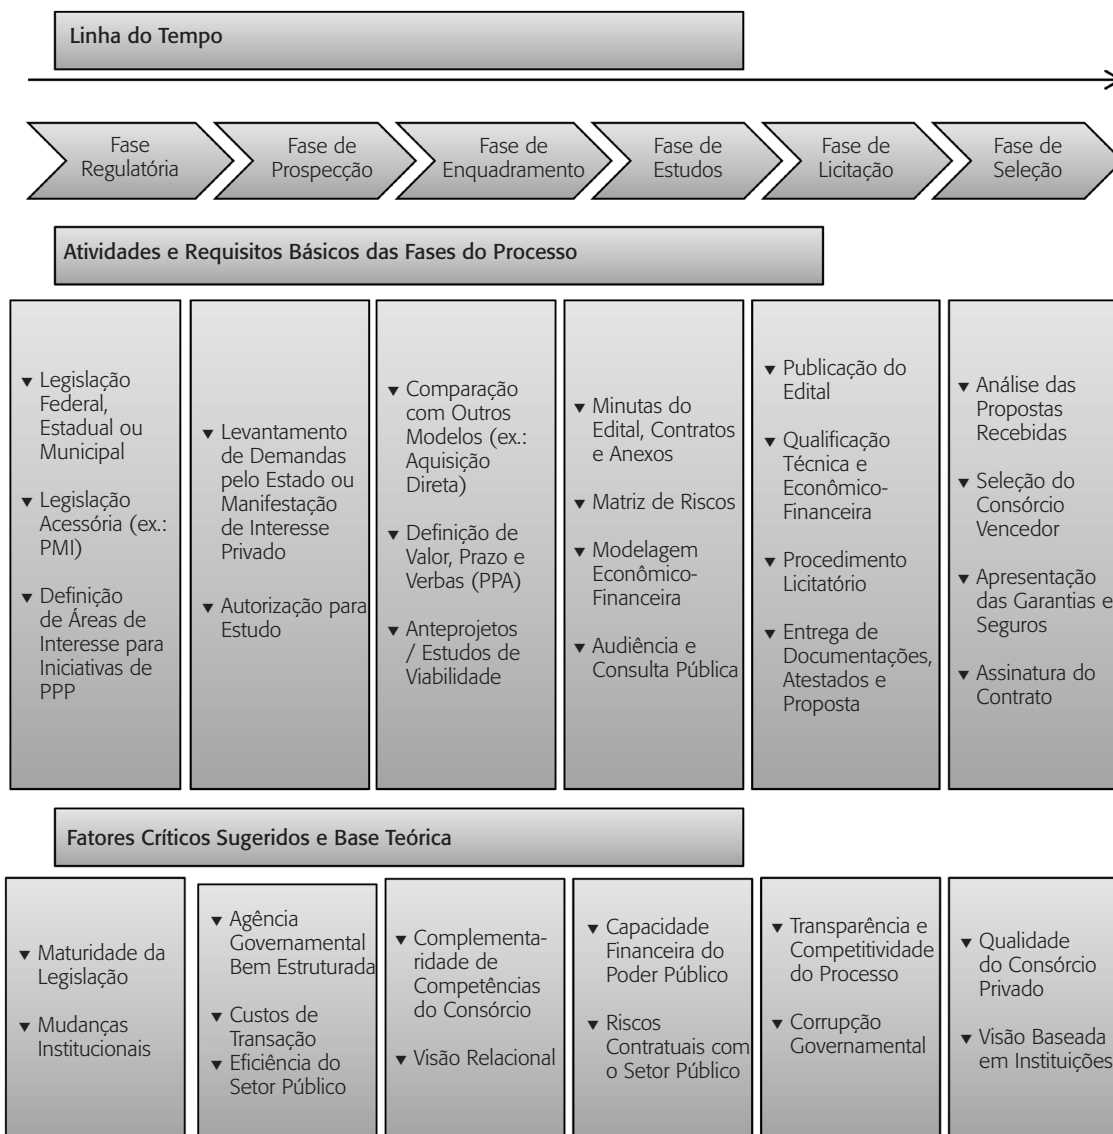 Linha do Tempo
Fase
Regulatória
Fase de
Prospecção
Fase de
Enquadramento
Fase de
Estudos
Fase de
Licitação
Fase de
Seleção
Atividades e Requisitos Básicos das Fases do Processo
▼ Legislação
Federal,
Estadual ou
Municipal
▼ Legislação
Acessória (ex.:
PMI)
▼ Definição
de Áreas de
Interesse para
Iniciativas de
PPP
▼ Levantamento
de Demandas
pelo Estado ou
Manifestação
de Interesse
Privado
▼ Autorização para
Estudo
▼ Comparação
com Outros
Modelos (ex.:
Aquisição
Direta)
▼ Definição de
Valor, Prazo e
Verbas (PPA)
▼ Anteprojetos
/ Estudos de
Viabilidade
▼ Minutas do
Edital, Contratos
e Anexos
▼ Matriz de Riscos
▼ Modelagem
Econômico-
Financeira
▼ Audiência e
Consulta Pública
▼ Publicação do
Edital
▼ Qualificação
Técnica e
Econômico-
Financeira
▼ Procedimento
Licitatório
▼ Entrega de
Documentações,
Atestados e
Proposta
▼ Análise das
Propostas
Recebidas
▼ Seleção do
Consórcio
Vencedor
▼ Apresentação
das Garantias e
Seguros
▼ Assinatura do
Contrato
Fatores Críticos Sugeridos e Base Teórica
▼ Maturidade da
Legislação
▼ Mudanças
Institucionais
▼ Agência
Governamental
Bem Estruturada
▼ Custos de
Transação
▼ Eficiência do
Setor Público
▼ Complementa-
ridade de
Competências
do Consórcio
▼ Visão Relacional
▼ Capacidade
Financeira do
Poder Público
▼ Riscos
Contratuais com
o Setor Público
▼ Transparência e
Competitividade
do Processo
▼ Corrupção
Governamental
▼ Qualidade
do Consórcio
Privado
▼ Visão Baseada
em Instituições